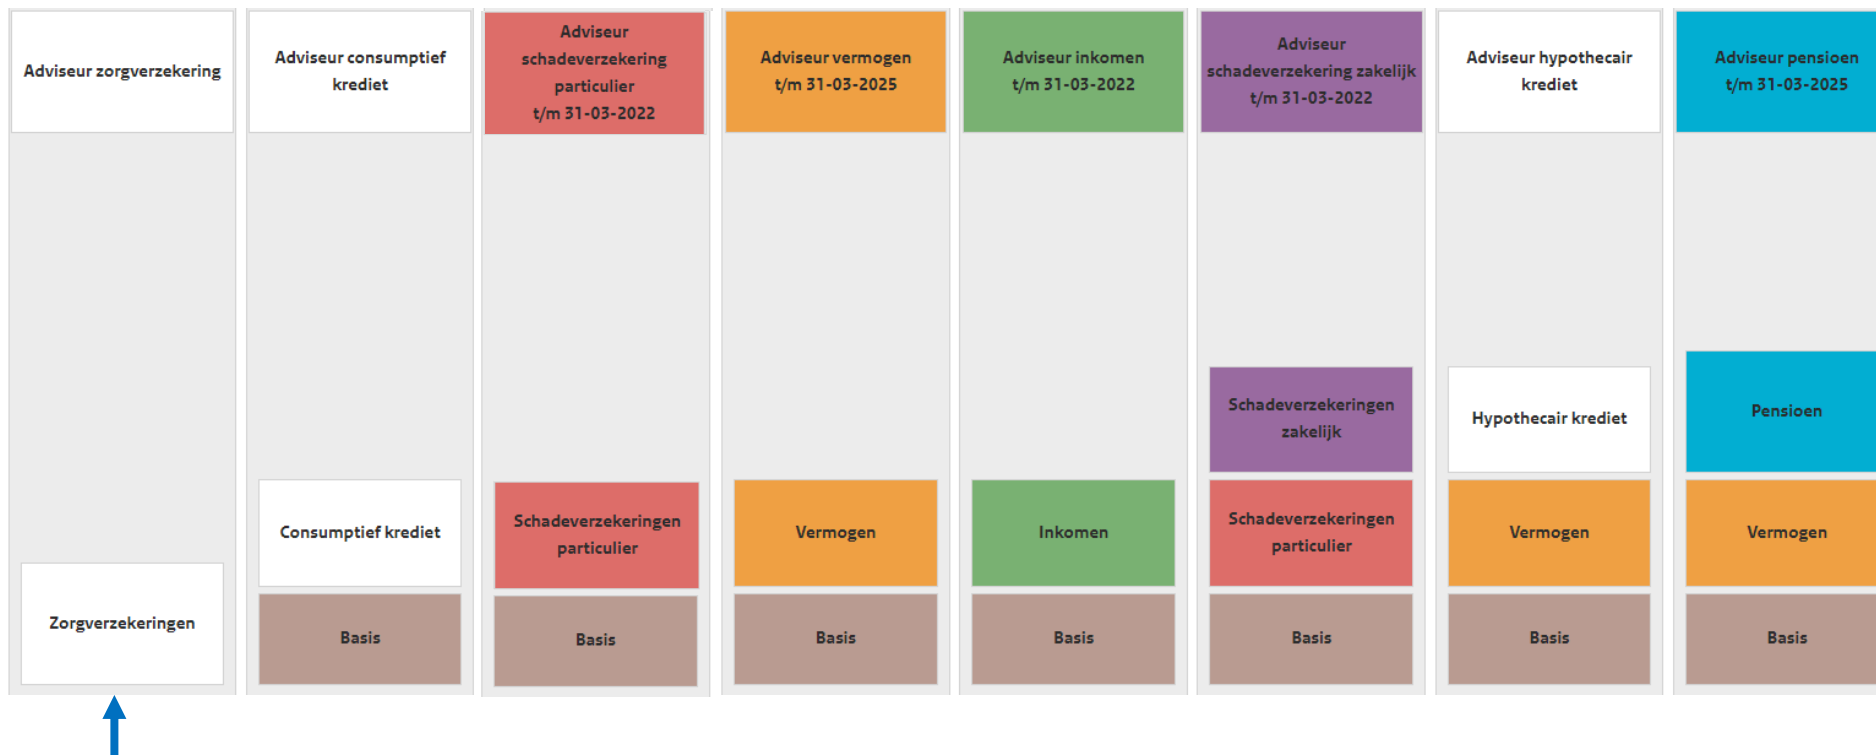 Adviseur zorgverzekering
Adviseur consumptief
krediet
Adviseur
schadeverzekering
particulier
t/m 31-03-2022
Adviseur vermogen
t/m 31-03-2025
Adviseur inkomen
t/m 31-03-2022
Adviseur
schadeverzekering zakelijk
t/m 31-03-2022
Adviseur hypothecair
krediet
Adviseur pensioen
t/m 31-03-2025
Schadeverzekeringen
zakelijk
Hypothecair krediet
Pensioen
Consumptief krediet
Schadeverzekeringen
particulier
Vermogen
Inkomen
Schadeverzekeringen
particulier
Vermogen
Vermogen
Zorgverzekeringen
Basis
Basis
Basis
Basis
Basis
Basis
Basis